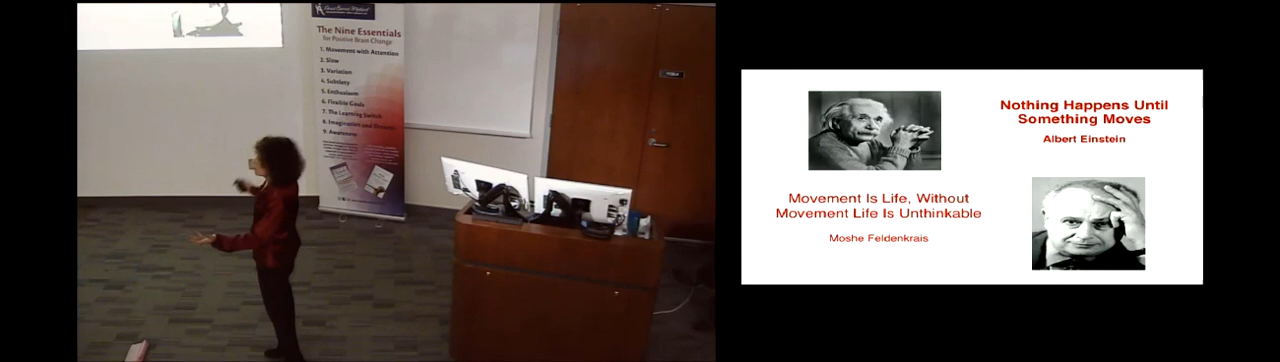 The Nine Essentials
for Positive Brain Change
1. Movement with Attention
2. Slow
3. Variation
4. Subtlety
5. Enthusiasm
6. Flexible Goals
7. The Learning Switch
8. Imagination and Dreams
9. Awareness
Nothing Happens Until
Something Moves
Albert Einstein
Movement Is Life, Without
Movement Life Is Unthinkable
Moshe Feldenkrais